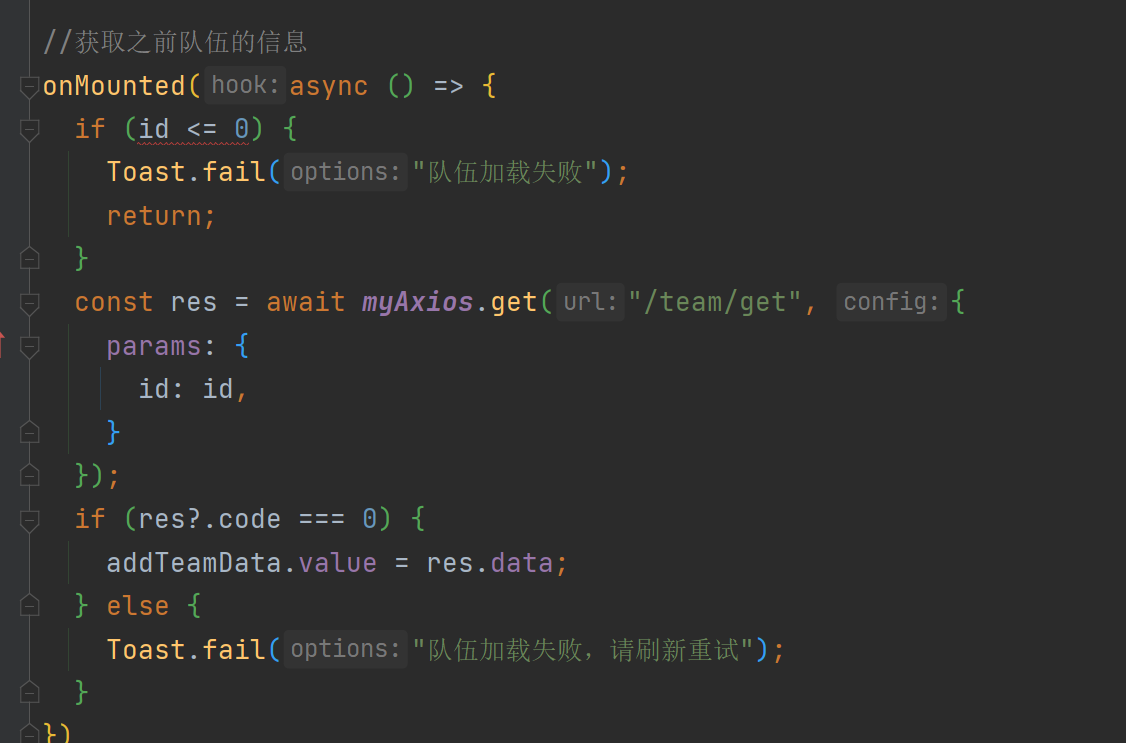 //获取之前队伍的信息
onMounted( hook: async () => {
if (id <= 0) {
Toast.fail( options: "队伍加载失败");
return;
}
const res = await myAxios.get( url: "/team/get", config: {
params: {
id: id,
}
});
if (res?.code === 0) {
addTeamData.value = res.data;
} else {
Toast.fail( options: "队伍加载失败，请刷新重试");
}
})